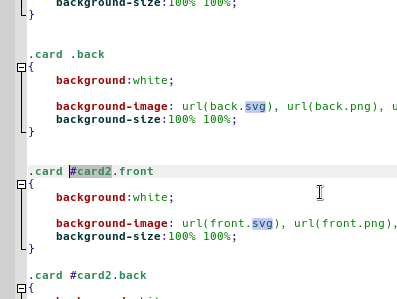 background-size:100% 100%;
}
.card .back
{
background:white;
background-image: url(back.svg), url(back.png), u
background-size:100% 100%;
}
.card #card2.front
{
background:white;
background-image: url(front.svg), url(front.png),
background-size:100% 100%;
}
.card #card2.back
{